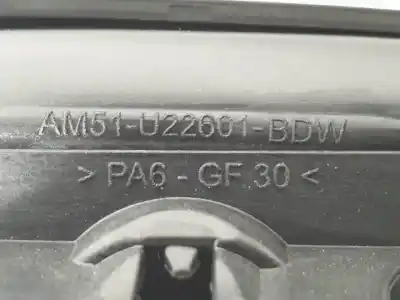 AM51-U22601-BDW
> PA6 - GF 30 <